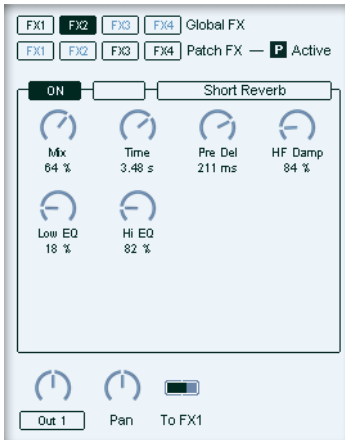 FX1 FX2 FX3 FX4 Global FX
FX1 FX2 FX3 FX4 Patch FX — P Active
ON Short Reverb
Mix Time Pre Del HF Damp
64 % 3.48 s 211 ms 84 %
Low EQ Hi EQ
18 % 82 %
Out 1 Pan To FX1